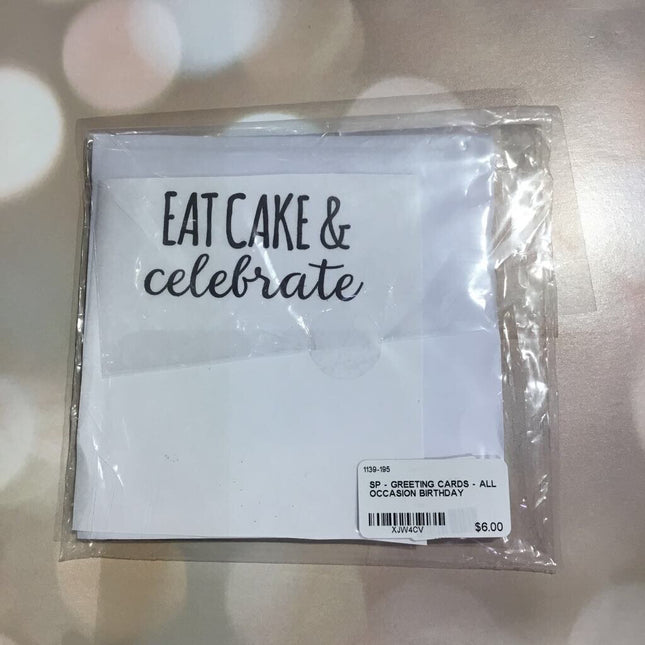 EAT CAKE &
celebrate
1139-195
SP - GREETING CARDS - ALL
OCCASION BIRTHDAY
XJW4CV
$6.00